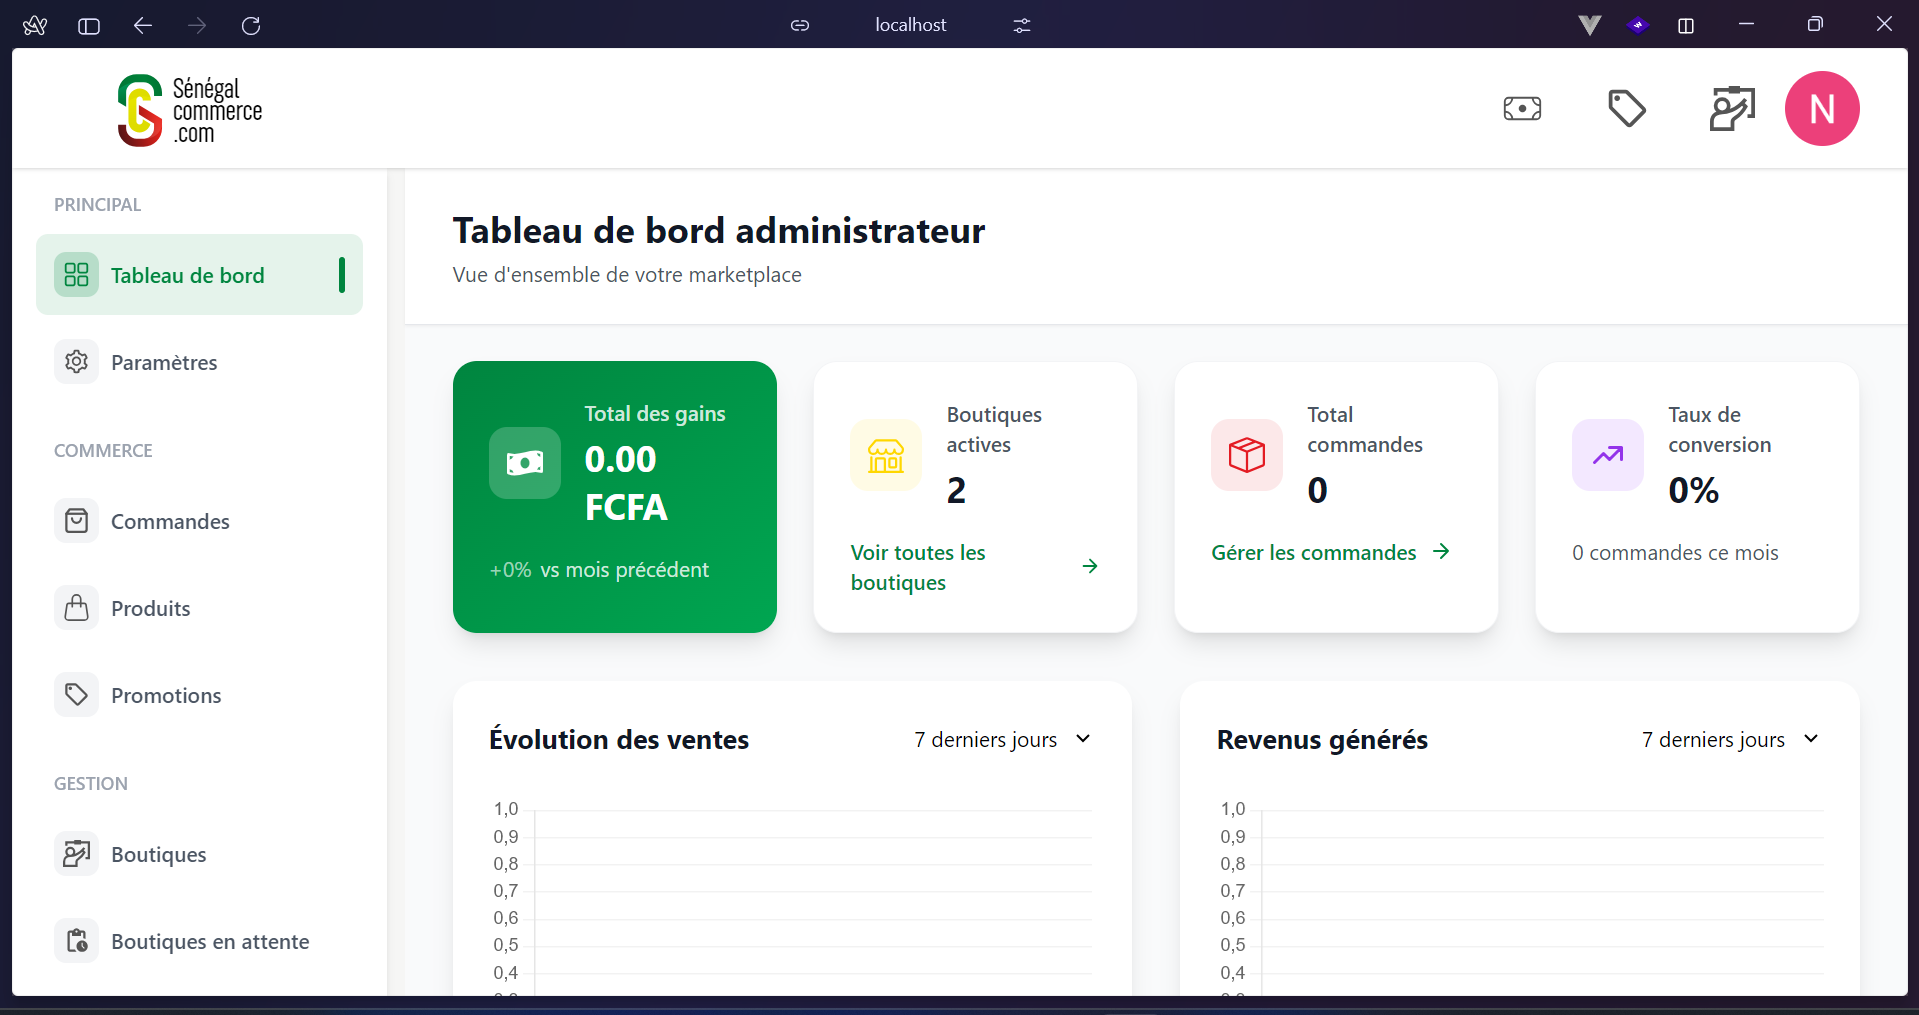 localhost
Sénégal
commerce
.com
N
PRINCIPAL
Tableau de bord
Paramètres
COMMERCE
Commandes
Produits
Promotions
GESTION
Boutiques
Boutiques en attente
Tableau de bord administrateur
Vue d'ensemble de votre marketplace
Total des gains
0.00
FCFA
+0% vs mois précédent
Boutiques
actives
2
Voir toutes les
boutiques
Total
commandes
0
Gérer les commandes
Taux de
conversion
0%
0 commandes ce mois
Évolution des ventes
7 derniers jours
1,0
0,9
0,8
0,7
0,6
0,5
0,4
Revenus générés
7 derniers jours
1,0
0,9
0,8
0,7
0,6
0,5
0,4